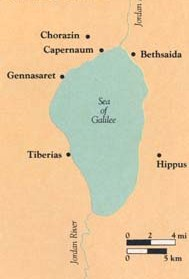 Jordan
Chorazin
Capernaum
Bethsaida
Gennasaret
Sea
of
Galilee
Tiberias
Hippus
Jordan River
0 2 4 mi
0 5 km